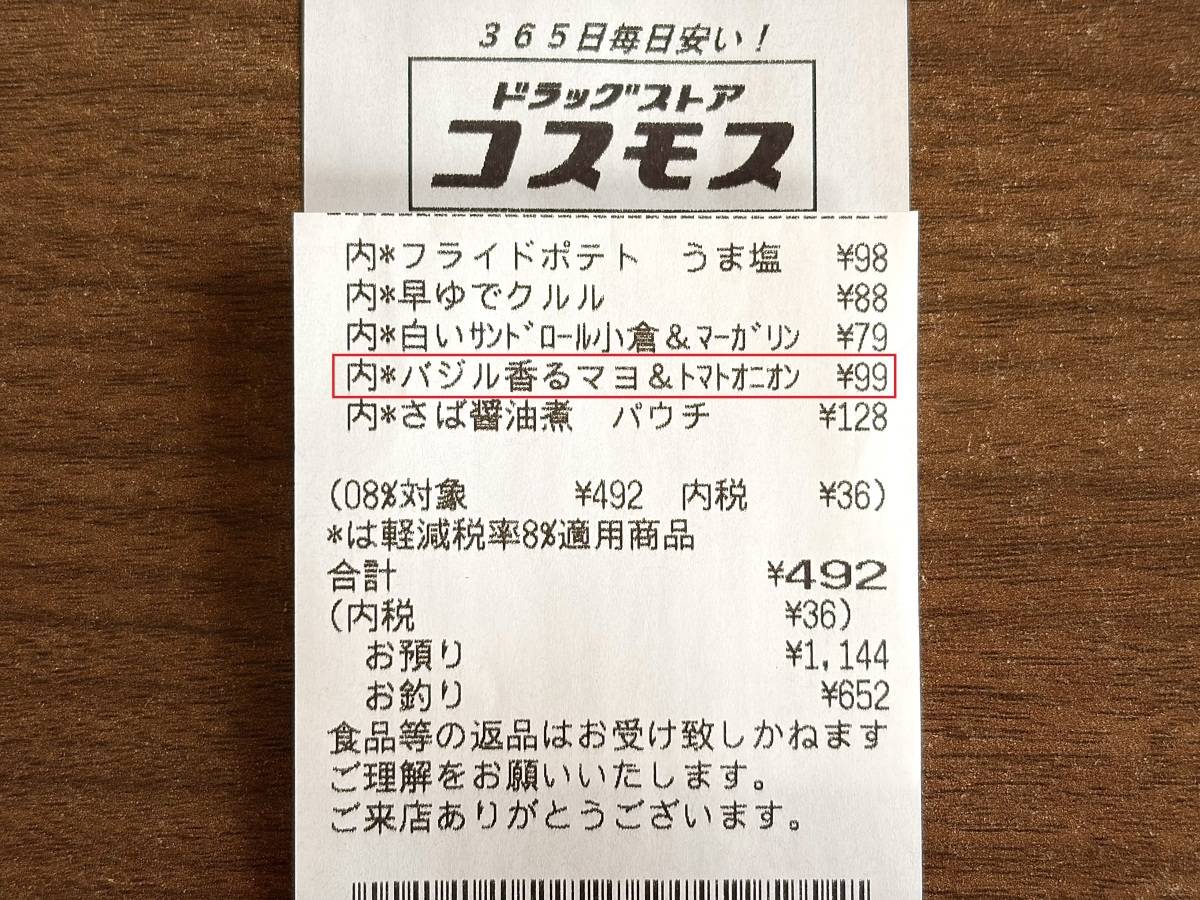 ３６５日毎日安い！
ドラッグストア
コスモス
内*フライドポテト　うま塩　¥98
内*早ゆでクルル　¥88
内*白いｻﾝﾄﾞﾛｰﾙ小倉＆ﾏｰｶﾞﾘﾝ　¥79
内*バジル香るマヨ＆ﾄﾏﾄｵﾆｵﾝ　¥99
内*さば醤油煮　パウチ　¥128
(08%対象　¥492　内税　¥36)
*は軽減税率8%適用商品
合計　¥492
(内税　¥36)
お預り　¥1,144
お釣り　¥652
食品等の返品はお受け致しかねます
ご理解をお願いいたします。
ご来店ありがとうございます。